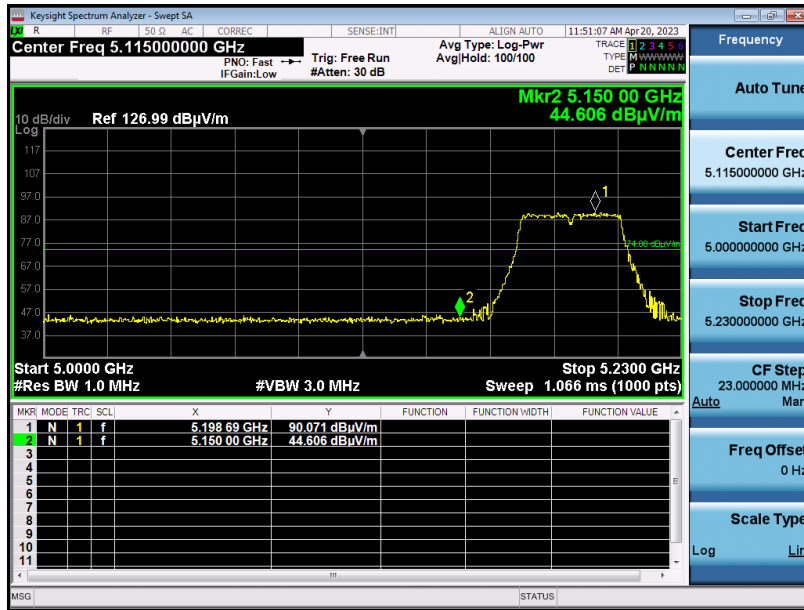 Keysight Spectrum Analyzer - Swept SA
LXI R RF 50 Ω AC CORREC SENSE:INT ALIGN AUTO 11:51:07 AM Apr 20, 2023
Center Freq 5.115000000 GHz
PNO: Fast
IFGain:Low
Trig: Free Run
#Atten: 30 dB
Avg Type: Log-Pwr
Avg|Hold: 100/100
TRACE 1 2 3 4 5 6
TYPE M W W W W W
DET P N N N N N
Mkr2 5.150 00 GHz
44.606 dBµV/m
10 dB/div Ref 126.99 dBµV/m
Log
117
107
97.0
87.0
77.0
67.0
57.0
47.0
37.0
1
2
74.00 dBµV/m
Start 5.0000 GHz Stop 5.2300 GHz
#Res BW 1.0 MHz #VBW 3.0 MHz Sweep 1.066 ms (1000 pts)
MKR MODE TRC SCL X Y FUNCTION FUNCTION WIDTH FUNCTION VALUE
1 N 1 f 5.198 69 GHz 90.071 dBµV/m
2 N 1 f 5.150 00 GHz 44.606 dBµV/m
3
4
5
6
7
8
9
10
11
MSG STATUS
Frequency
Auto Tune
Center Freq
5.115000000 GHz
Start Freq
5.000000000 GHz
Stop Freq
5.230000000 GHz
CF Step
23.000000 MHz
Auto Man
Freq Offset
0 Hz
Scale Type
Log Lin